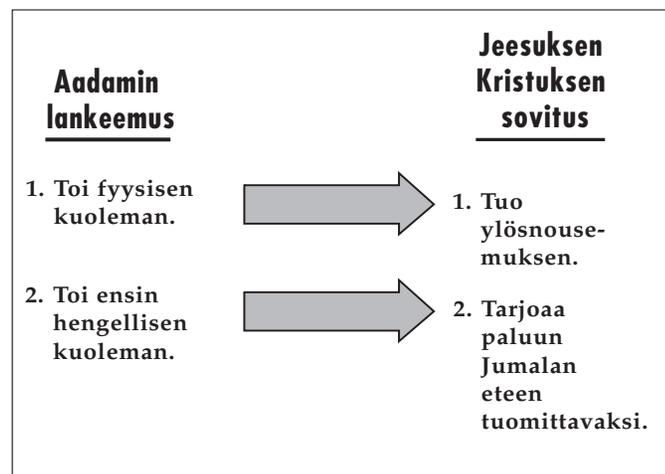 Aadamin
lankeemus
1. Toi fyysisen
kuoleman.
2. Toi ensin
hengellisen
kuoleman.
Jeesuksen
Kristuksen
sovitus
1. Tuo
ylösnouse-
muksen.
2. Tarjoaa
paluun
Jumalan
eteen
tuomittavaksi.